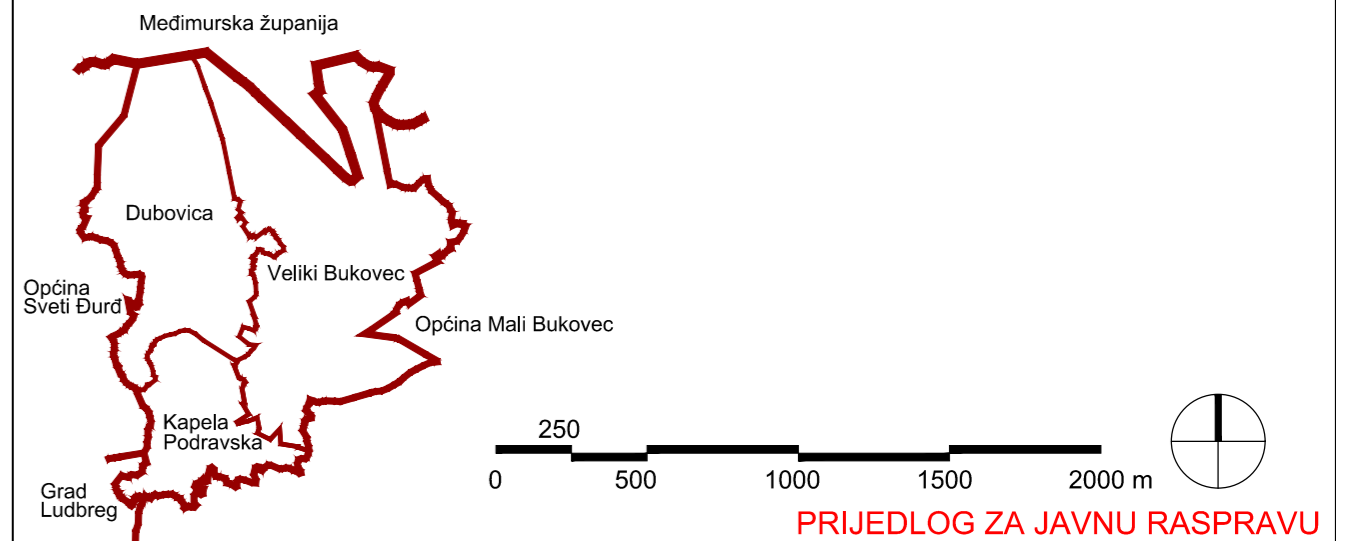 Međimurska županija
Dubovica
Veliki Bukovec
Općina
Sveti Đurđ
Općina Mali Bukovec
Kapela
Podravska
Grad
Ludbreg
250
0 500 1000 1500 2000 m
PRIJEDLOG ZA JAVNU RASPRAVU